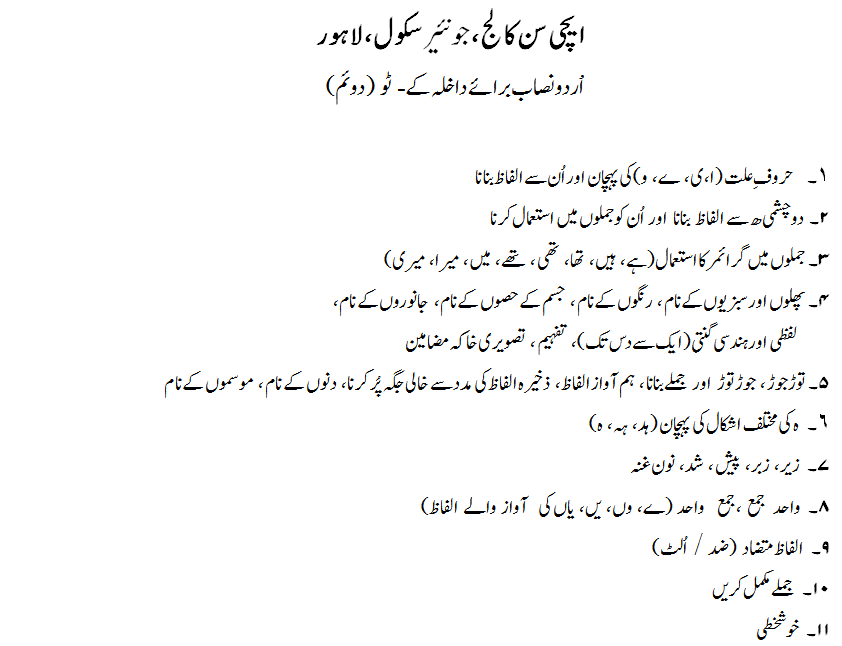 ایچی سن کالج، جونئیر سکول، لاہور
اُردو نصاب برائے داخلہ کے- ٹو (دوئم)
۱۔ حروفِ علت (ا، ی، ے، و) کی پہچان اور اُن سے الفاظ بنانا
۲۔ دو چشمی ھ سے الفاظ بنانا اور اُن کو جملوں میں استعمال کرنا
۳۔ جملوں میں گرائمر کا استعمال (ہے، ہیں، تھا، تھی، تھے، میں، میرا، میری)
۴۔ پھلوں اور سبزیوں کے نام، رنگوں کے نام، جسم کے حصوں کے نام، جانوروں کے نام،
لفظی اور ہندسی گنتی (ایک سے دس تک)، تفہیم، تصویری خاکہ مضامین
۵۔ توڑ جوڑ، جوڑ توڑ اور جملے بنانا، ہم آواز الفاظ، ذخیرہ الفاظ کی مدد سے خالی جگہ پُر کرنا، دنوں کے نام، موسموں کے نام
۶۔ ہ کی مختلف اشکال کی پہچان (ہد، ہہ، ہ)
۷۔ زیر، زبر، پیش، شد، نون غنہ
۸۔ واحد جمع، جمع واحد (ے، وں، یں، یاں کی آواز والے الفاظ)
۹۔ الفاظ متضاد (ضد / اُلٹ)
۱۰۔ جملے مکمل کریں
۱۱۔ خوشخطی